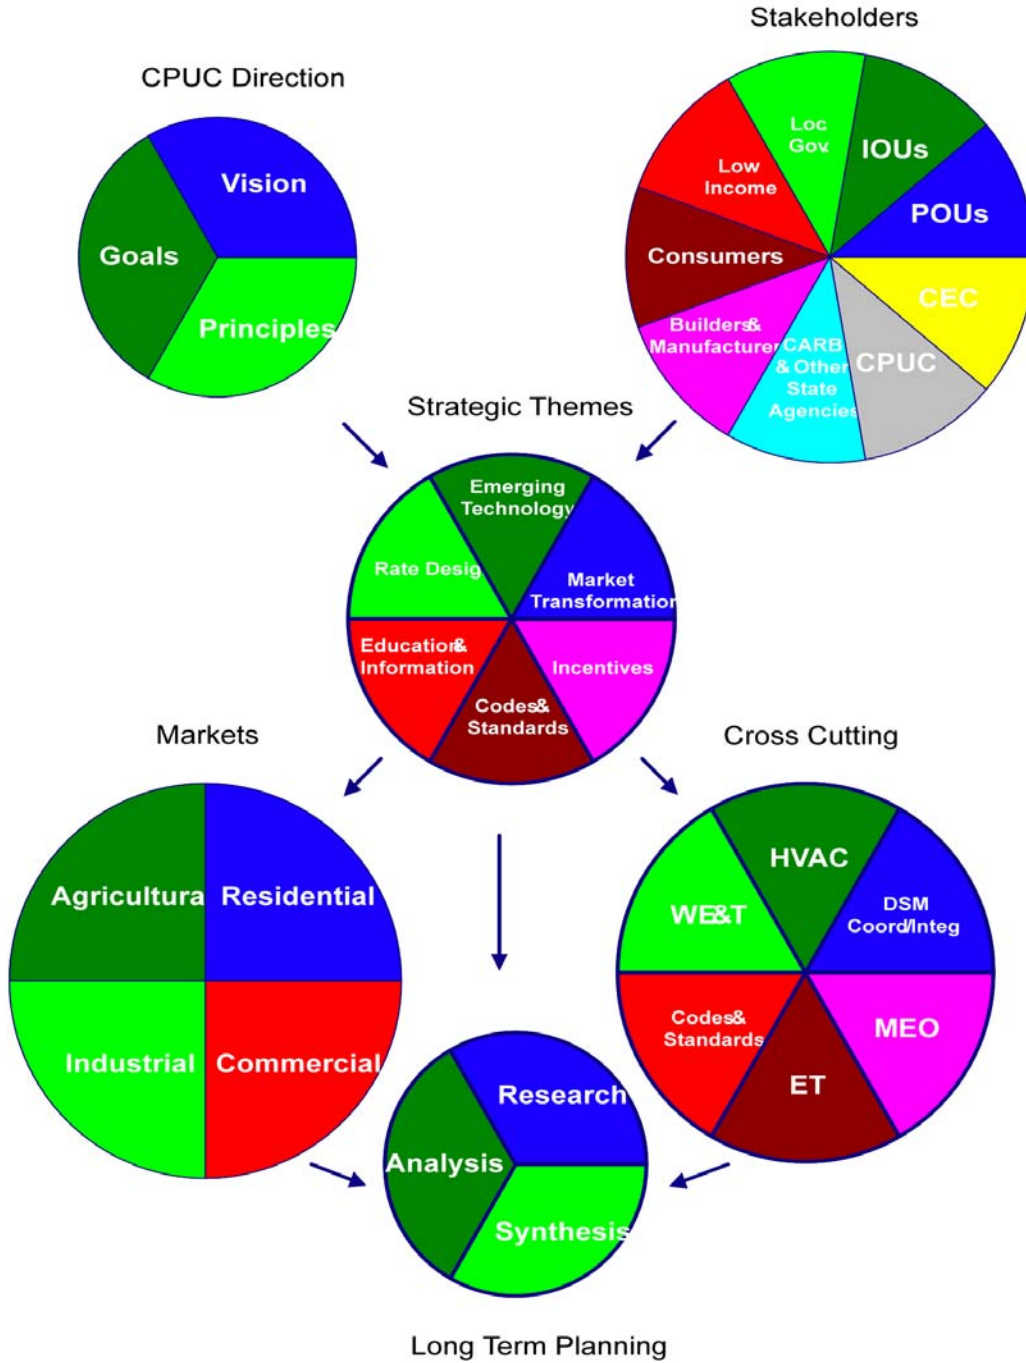 Stakeholders
CPUC Direction
Vision
Goals
Principles
Loc.
Gov.
IOUs
Low
Income
POUs
Consumers
CEC
Builders&
Manufacturer
CARB
& Other
State
Agencies
CPUC
Strategic Themes
Emerging
Technology
Rate Desig
Market
Transformation
Education&
Information
Incentives
Codes&
Standards
Markets
Cross Cutting
Agricultura
Residential
Industrial
Commercial
HVAC
WE&T
DSM
Coord/Integ
Codes&
Standards
MEO
ET
Research
Analysis
Synthesis
Long Term Planning